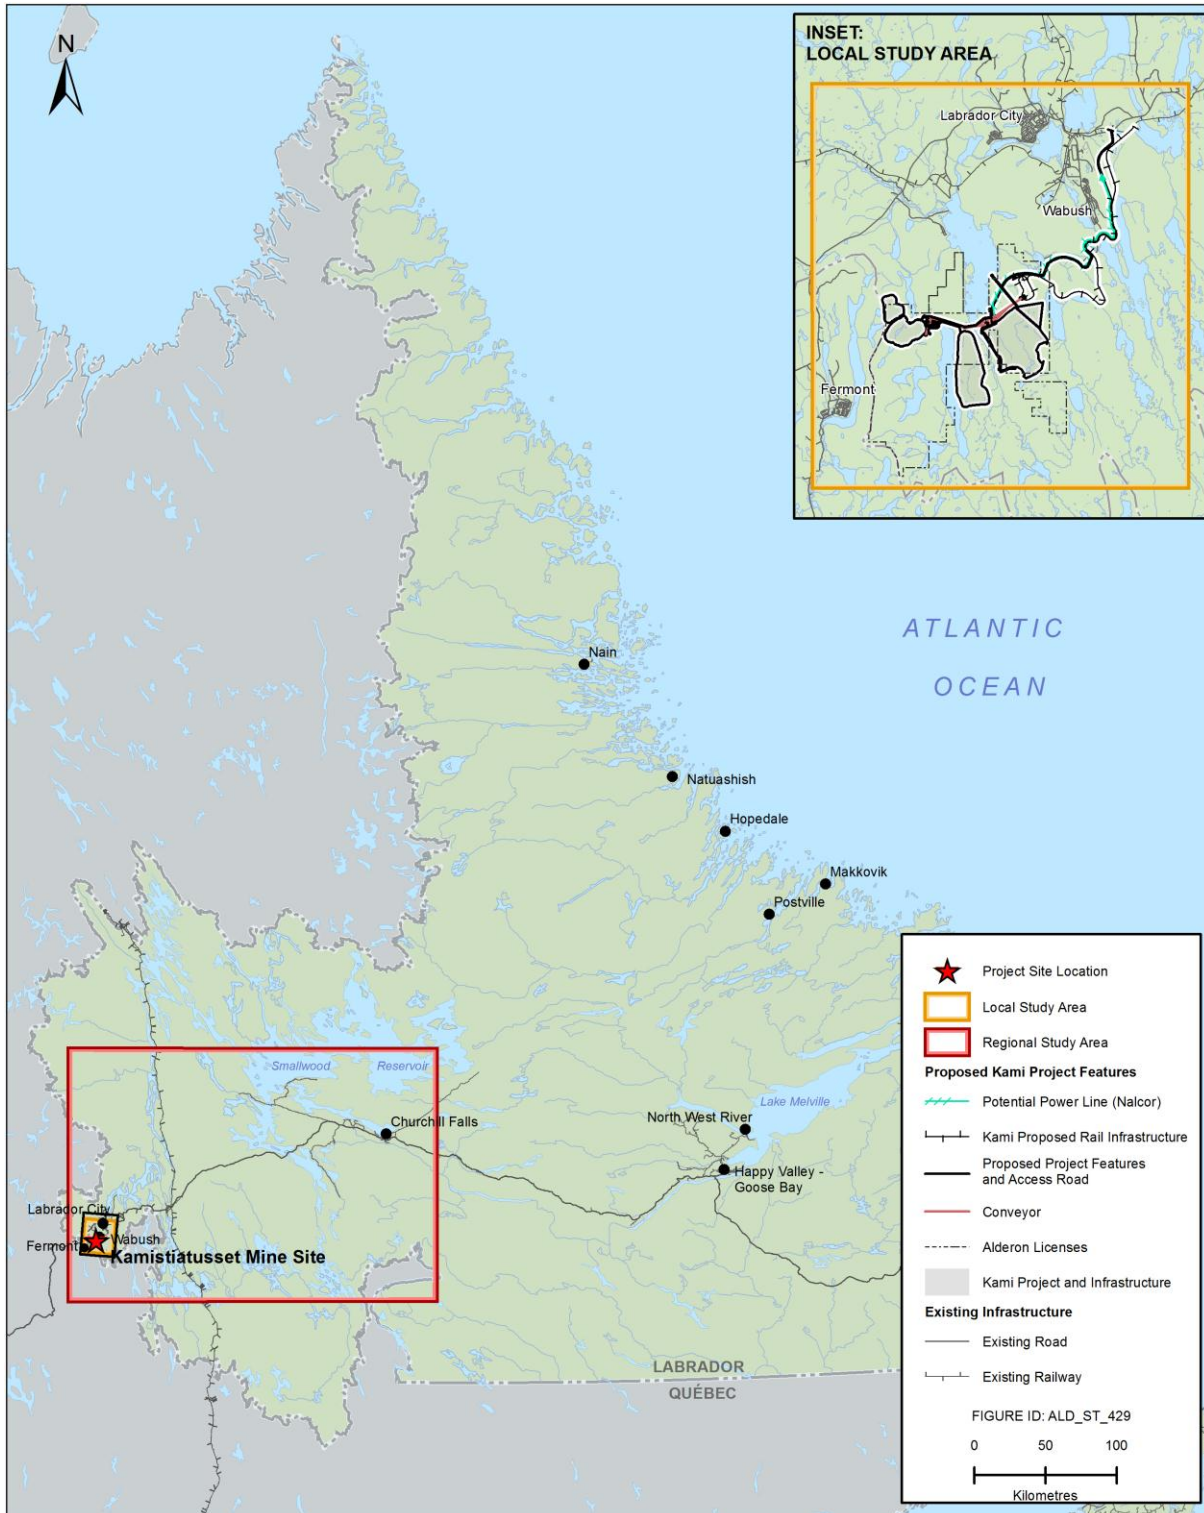 N
INSET:
LOCAL STUDY AREA
Labrador City
Wabush
Fermont
ATLANTIC
OCEAN
Nain
Natuashish
Hopedale
Makkovik
Postville
Smallwood
Reservoir
Churchill Falls
North West River
Lake Melville
Happy Valley -
Goose Bay
Labrador City
Wabush
Fermont
Kamistiatusset Mine Site
LABRADOR
QUÉBEC
Project Site Location
Local Study Area
Regional Study Area
Proposed Kami Project Features
Potential Power Line (Nalcor)
Kami Proposed Rail Infrastructure
Proposed Project Features
and Access Road
Conveyor
Alderon Licenses
Kami Project and Infrastructure
Existing Infrastructure
Existing Road
Existing Railway
FIGURE ID: ALD_ST_429
0 50 100
Kilometres